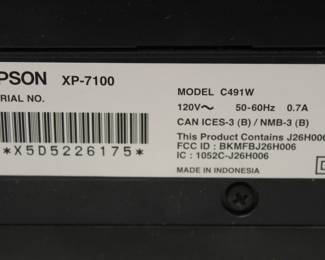 PSON XP-7100
RIAL NO.
*X5D5226175*
MODEL C491W
120V~ 50-60Hz 0.7A
CAN ICES-3 (B) / NMB-3 (B)
This Product Contains J26H006
FCC ID : BKMFBJ26H006
IC : 1052C-J26H006
MADE IN INDONESIA